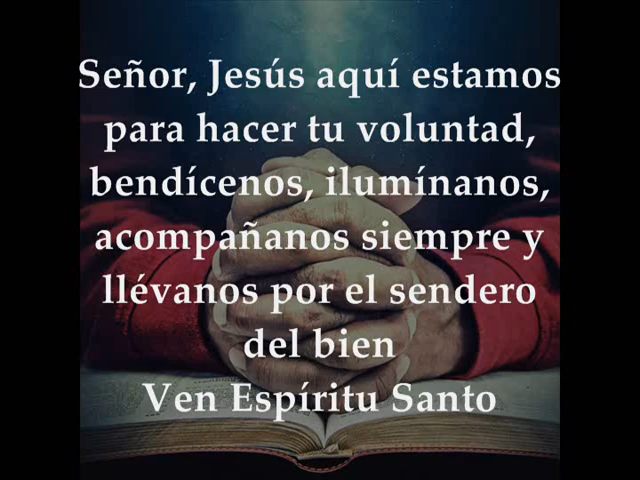 Señor, Jesús aquí estamos
para hacer tu voluntad,
bendícenos, ilumínanos,
acompañanos siempre y
llévanos por el sendero
del bien
Ven Espíritu Santo